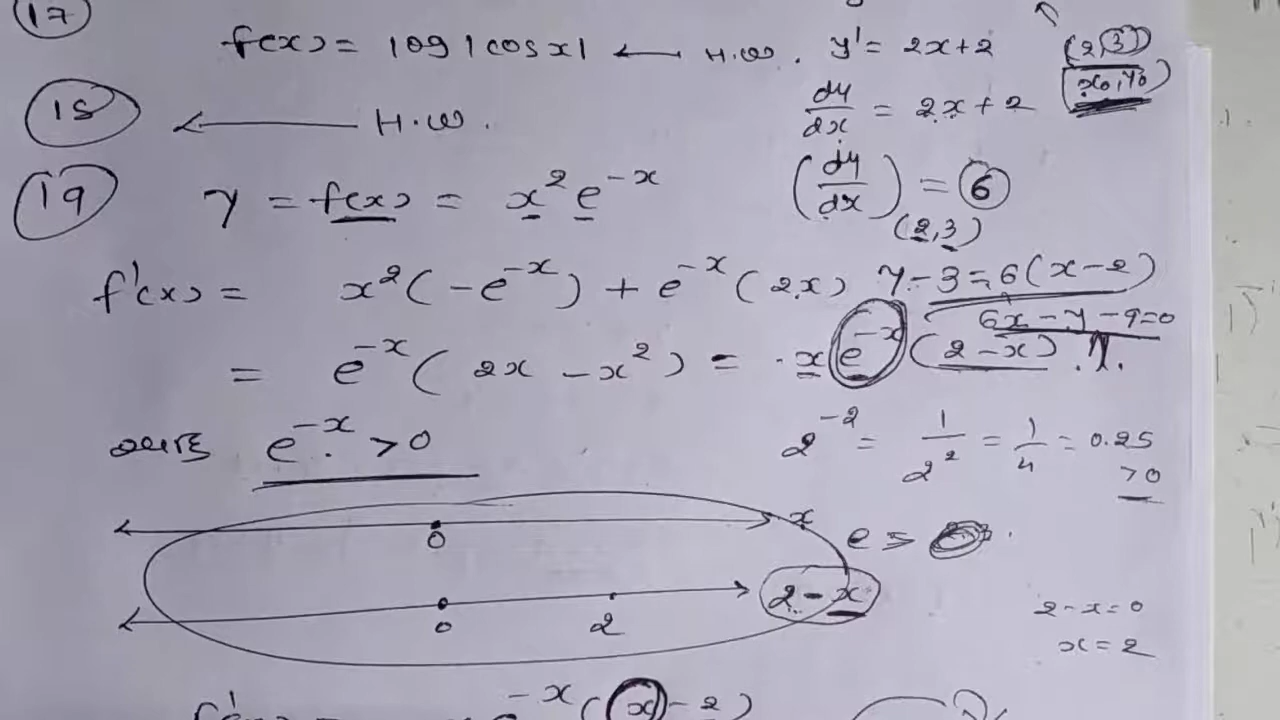 17
f(x) = log|cosx| ← H.W.
18 ← H.W.
19 y = f(x) = x²e^-x
f'(x) = x²(-e^-x) + e^-x(2x)
= e^-x(2x - x²) = x e^-x(2-x)
e^-x > 0
x
0
2-x
0 2
e^-x(x-2)
y' = 2x+2
dy/dx = 2x+2
(2,3)
x₀,y₀
(dy/dx)(2,3) = 6
y-3 = 6(x-2)
6x-y-9=0
2^-2 = 1/2² = 1/4 = 0.25
>0
2-x=0
x=2